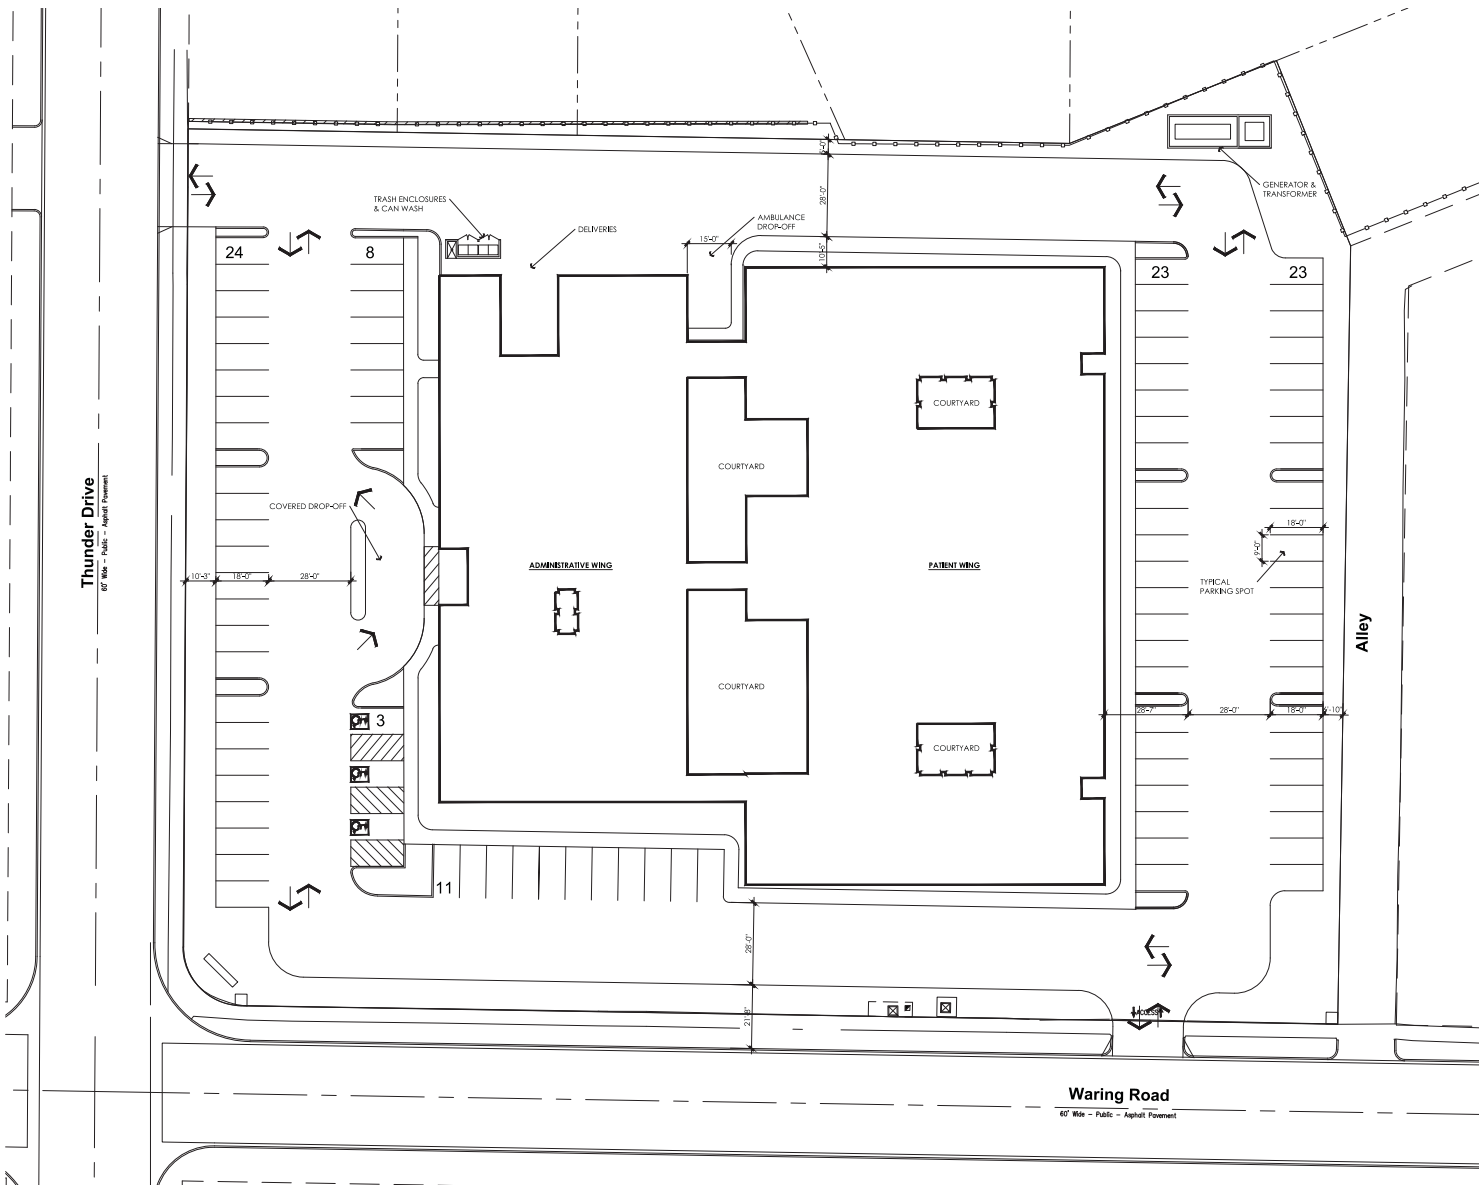 5'-0"
TRASH ENCLOSURES
& CAN WASH
DELIVERIES
AMBULANCE
DROP-OFF
15'-0"
28'-0"
10'-5"
GENERATOR &
TRANSFORMER
24
8
23
23
COURTYARD
COURTYARD
Thunder Drive
60' Wide - Public - Asphalt Pavement
COVERED DROP-OFF
18'-0"
9'-0"
10'-3"
18'-0"
28'-0"
ADMINISTRATIVE WING
PATIENT WING
TYPICAL
PARKING SPOT
Alley
COURTYARD
COURTYARD
3
28'-7"
28'-0"
18'-0"
11
28'-0"
21'-8"
ACCESS
Waring Road
60' Wide - Public - Asphalt Pavement